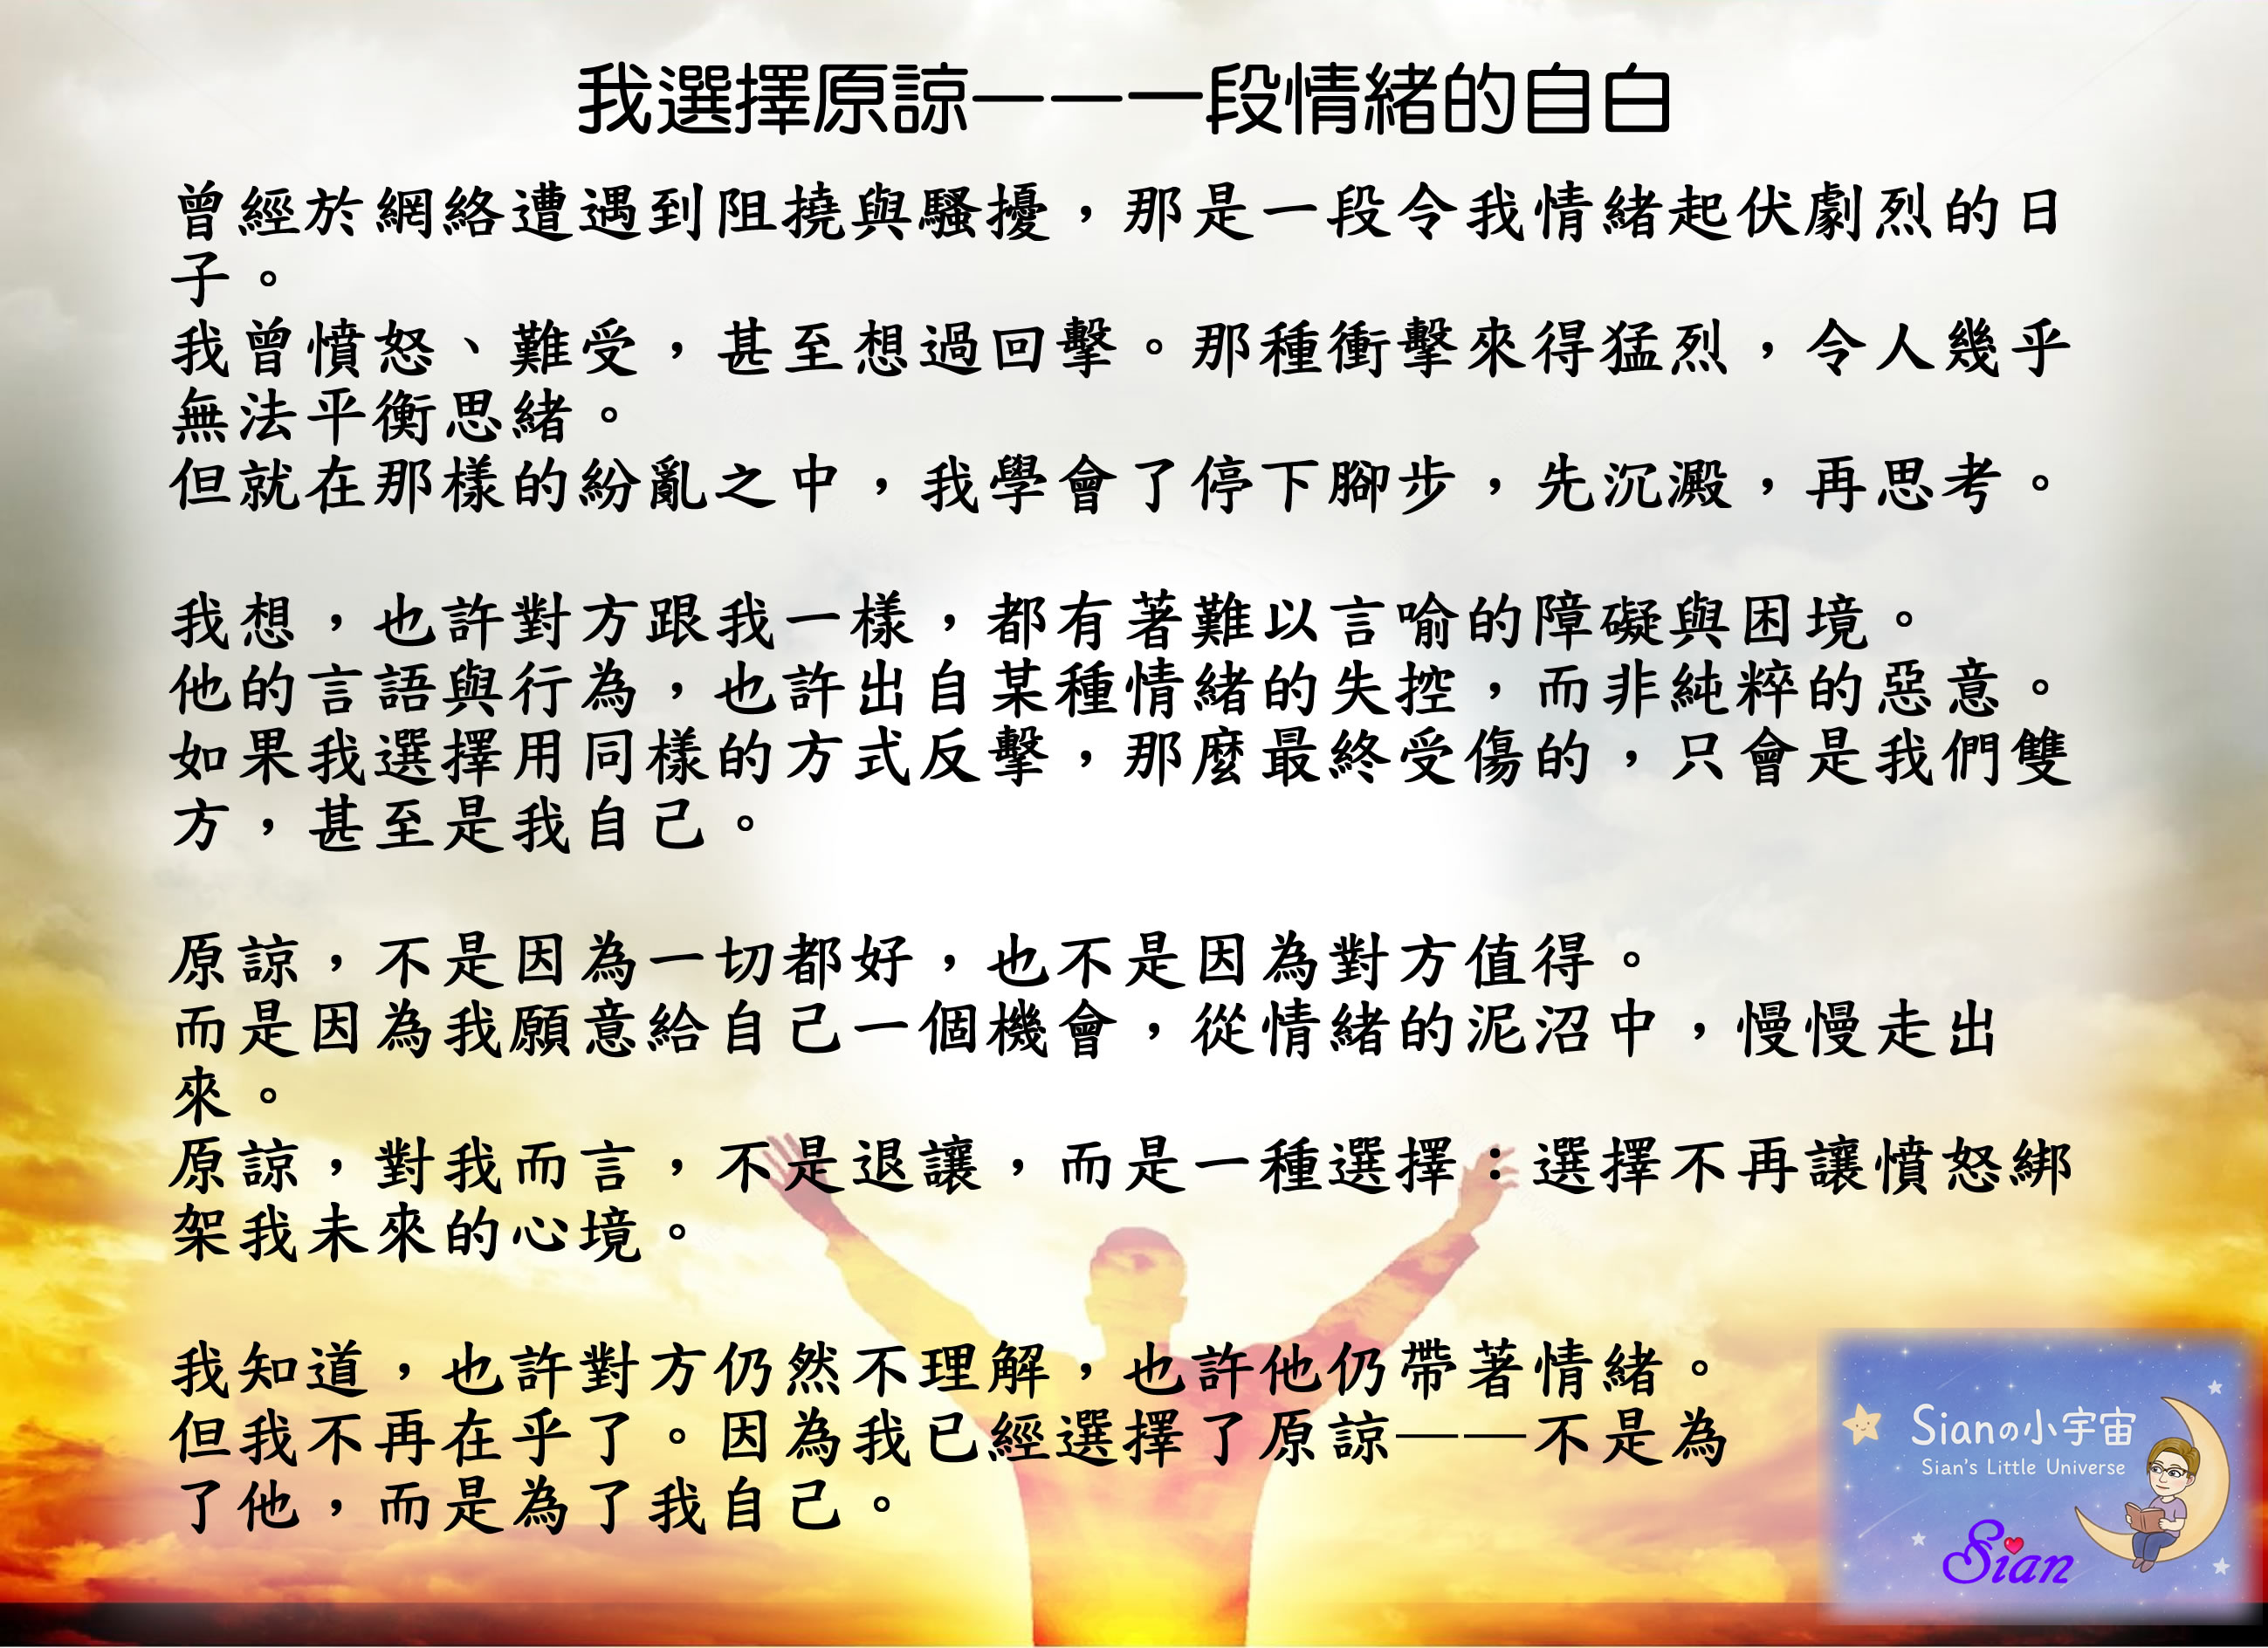 我選擇原諒——一段情緒的自白
曾經於網絡遭遇到阻撓與騷擾，那是一段令我情緒起伏劇烈的日
子。
我曾憤怒、難受，甚至想過回擊。那種衝擊來得猛烈，令人幾乎
無法平衡思緒。
但就在那樣的紛亂之中，我學會了停下腳步，先沉澱，再思考。
我想，也許對方跟我一樣，都有著難以言喻的障礙與困境。
他的言語與行為，也許出自某種情緒的失控，而非純粹的惡意。
如果我選擇用同樣的方式反擊，那麼最終受傷的，只會是我們雙
方，甚至是我自己。
原諒，不是因為一切都好，也不是因為對方值得。
而是因為我願意給自己一個機會，從情緒的泥沼中，慢慢走出
來。
原諒，對我而言，不是退讓，而是一種選擇：選擇不再讓憤怒綁
架我未來的心境。
我知道，也許對方仍然不理解，也許他仍帶著情緒。
但我不再在乎了。因為我已經選擇了原諒——不是為
了他，而是為了我自己。
Sianの小宇宙
Sian's Little Universe
Sian